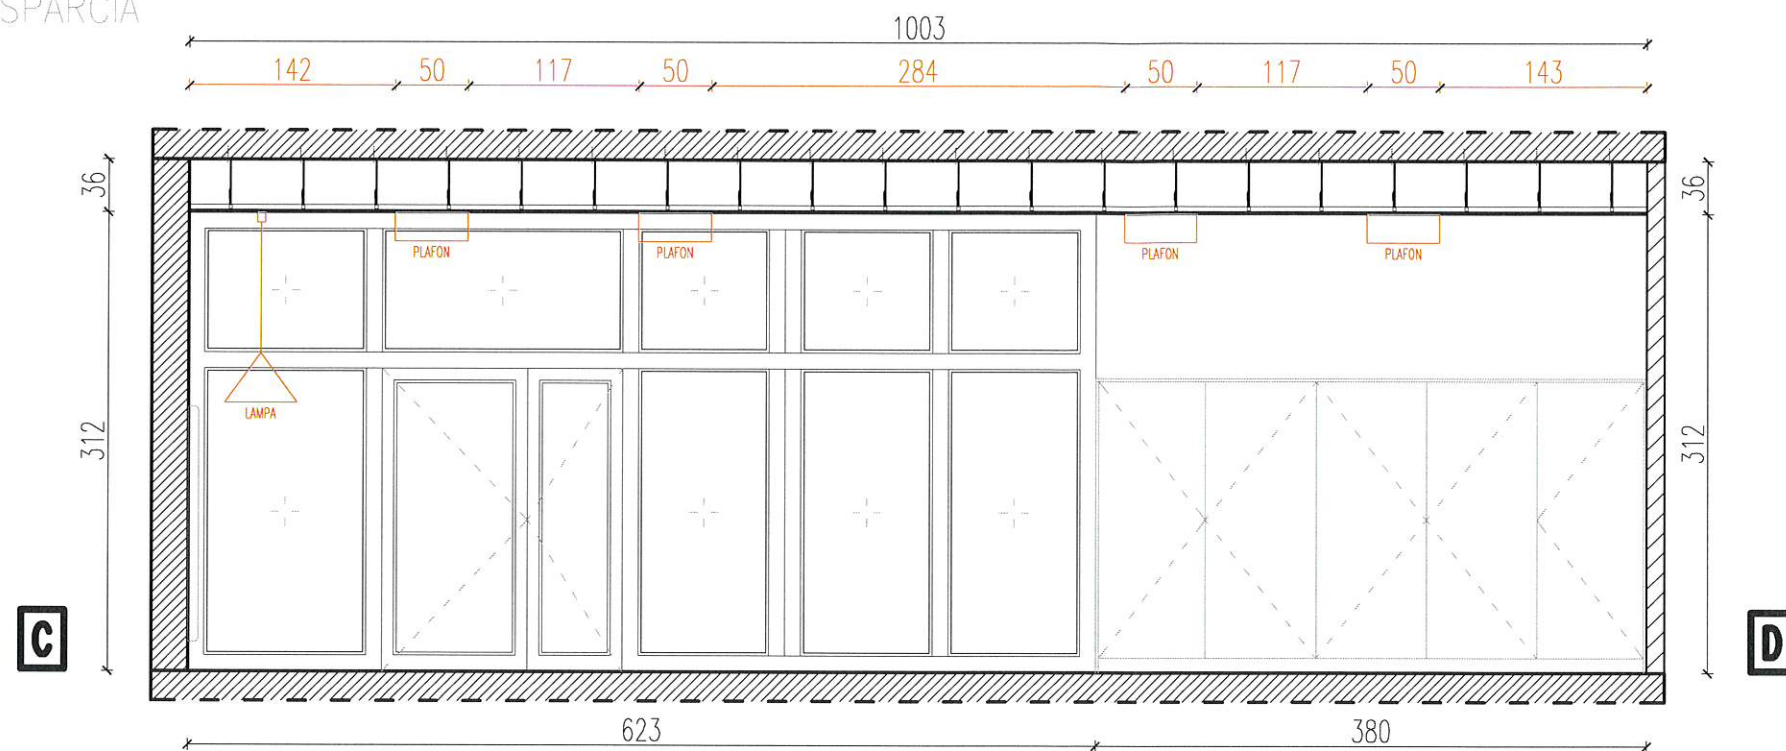 SPARCIA
1003
142 50 117 50 284 50 117 50 143
36 36
PLAFON PLAFON PLAFON PLAFON
LAMPA
312 312
C D
623 380